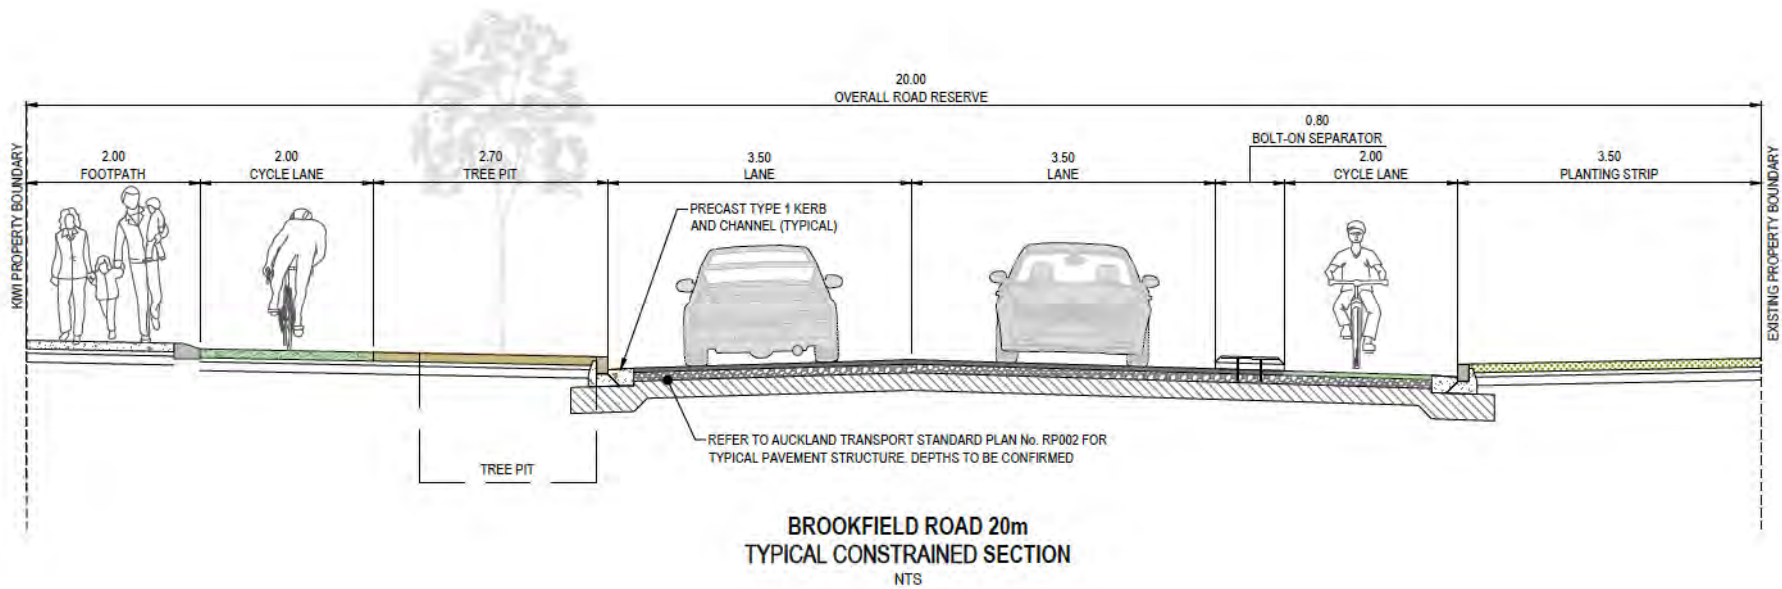 20.00
OVERALL ROAD RESERVE
0.80
BOLT-ON SEPARATOR
2.00
FOOTPATH
2.00
CYCLE LANE
2.70
TREE PIT
3.50
LANE
3.50
LANE
2.00
CYCLE LANE
3.50
PLANTING STRIP
KIWI PROPERTY BOUNDARY
EXISTING PROPERTY BOUNDARY
PRECAST TYPE 1 KERB
AND CHANNEL (TYPICAL)
REFER TO AUCKLAND TRANSPORT STANDARD PLAN No. RP002 FOR
TYPICAL PAVEMENT STRUCTURE. DEPTHS TO BE CONFIRMED
TREE PIT
BROOKFIELD ROAD 20m
TYPICAL CONSTRAINED SECTION
NTS